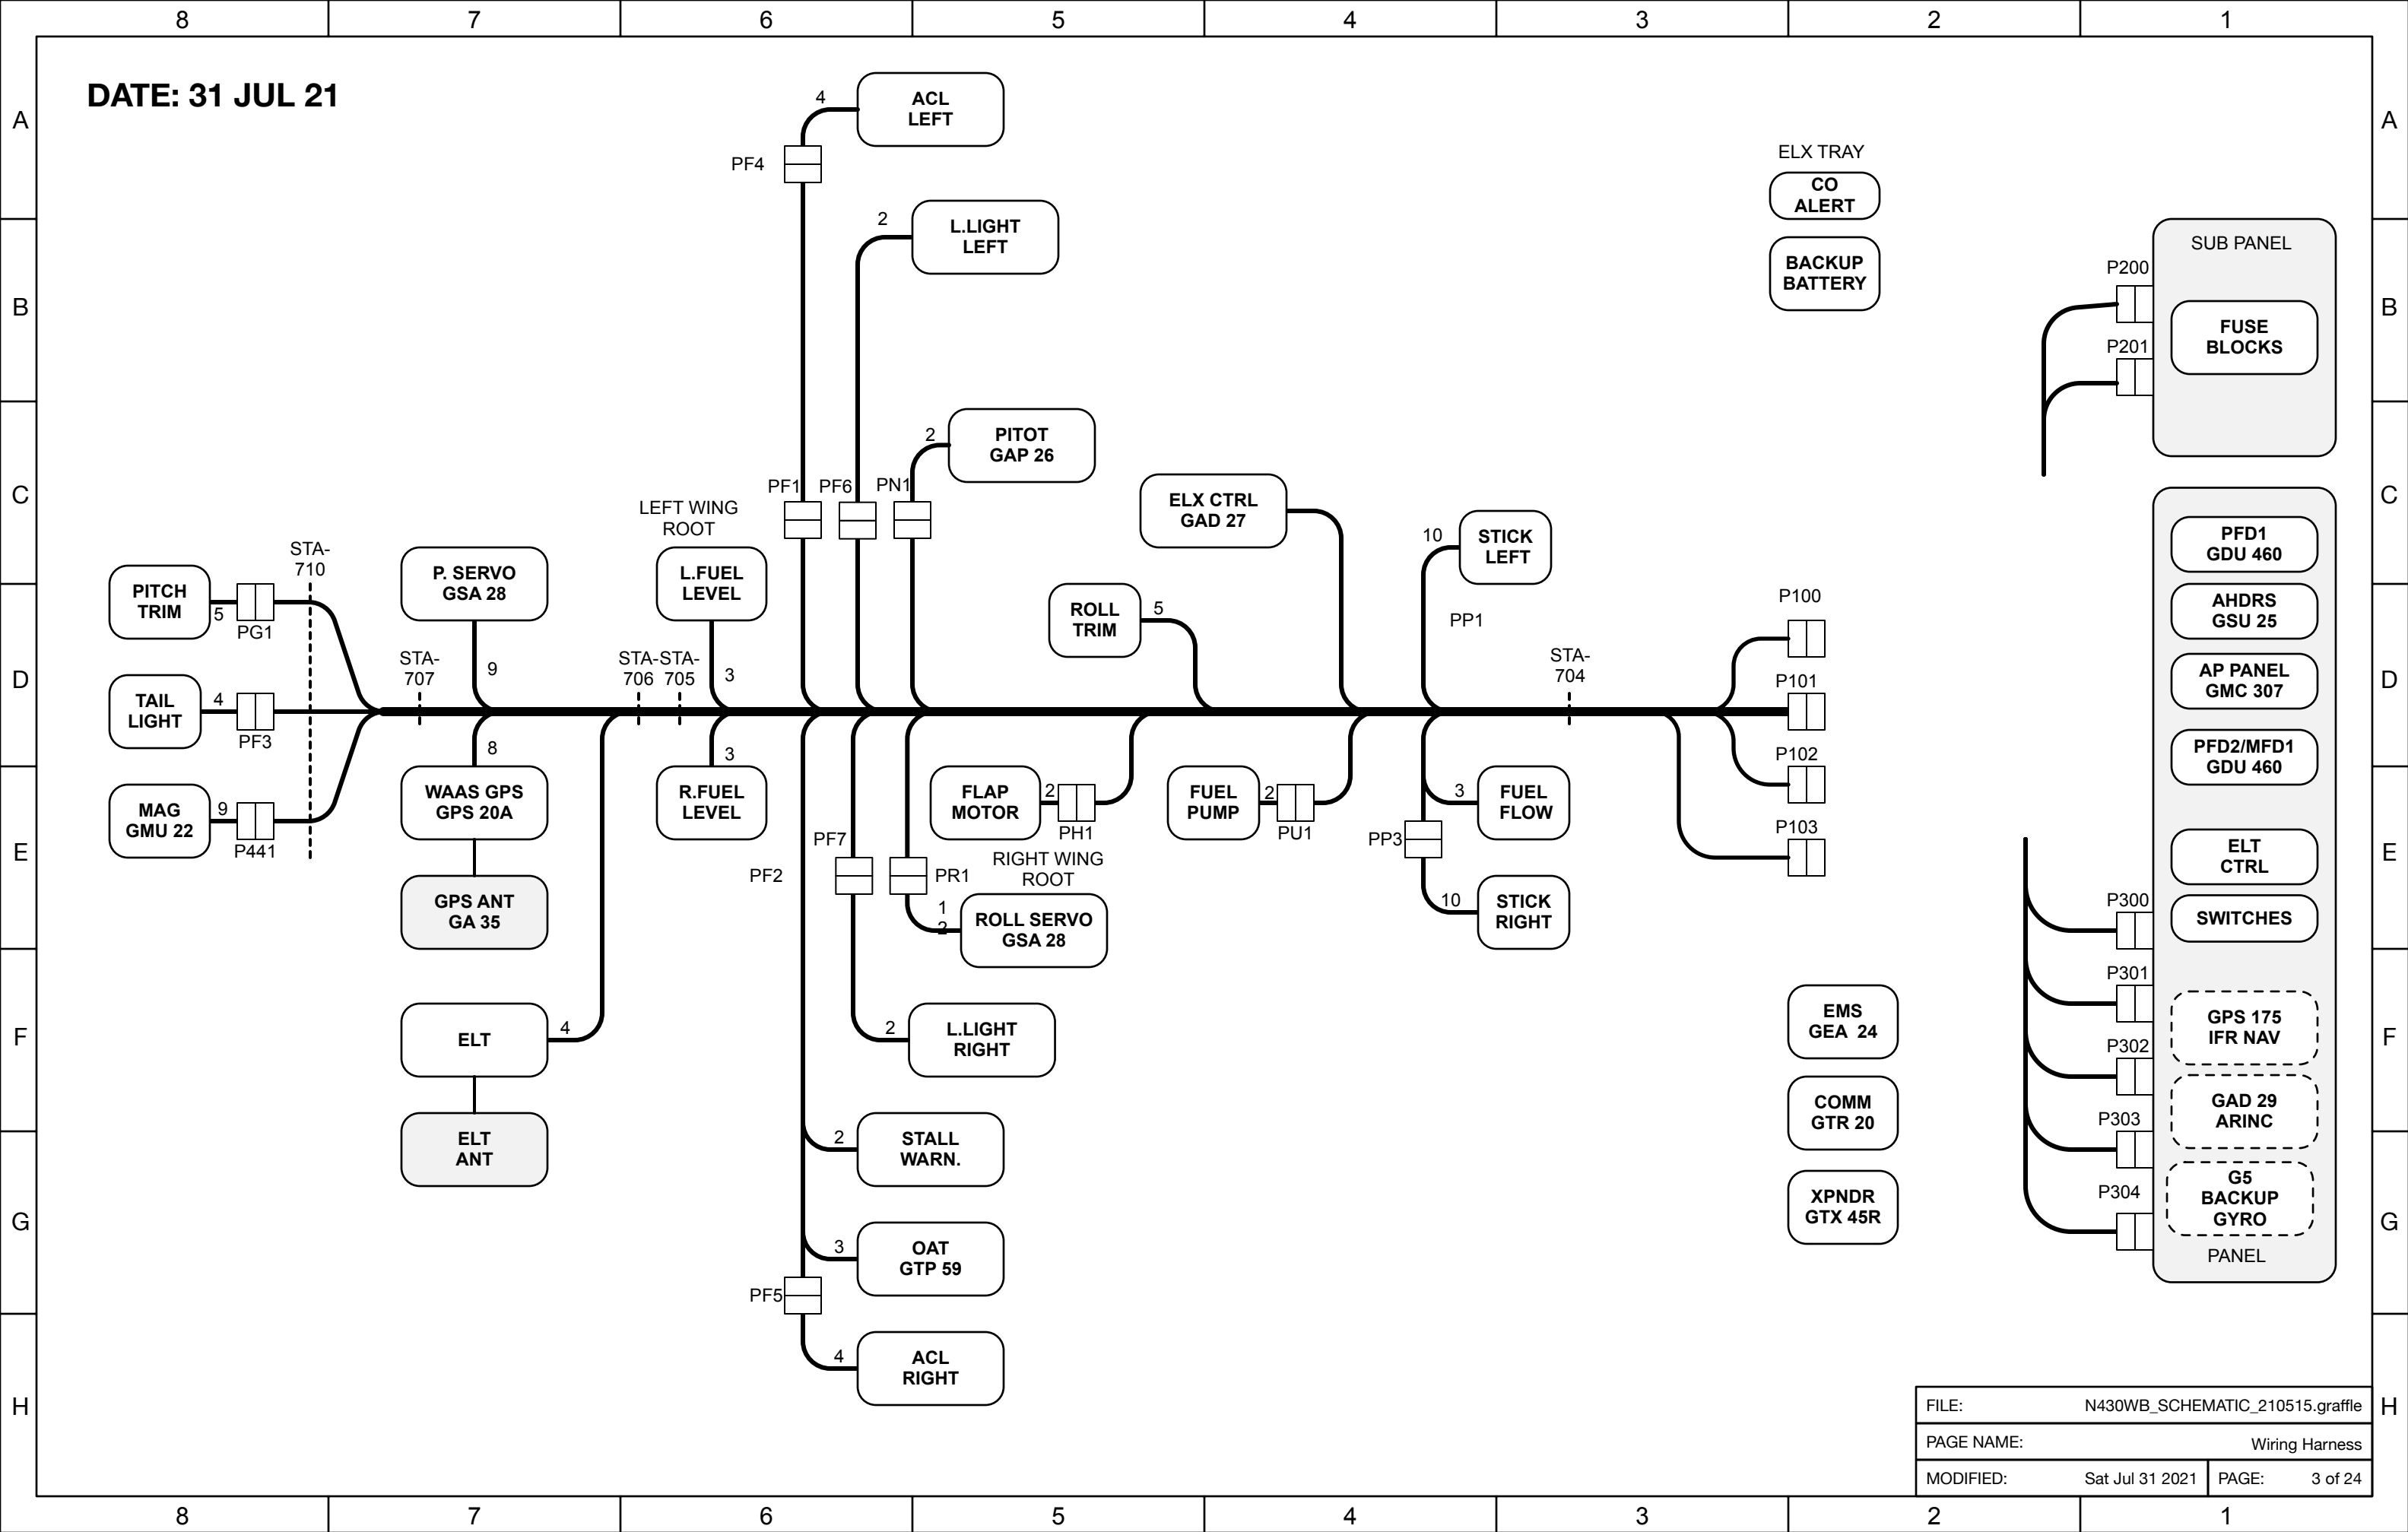 8 7 6 5 4 3 2 1
A
A
DATE: 31 JUL 21
4
ACL
LEFT
PF4
ELX TRAY
CO
ALERT
B
B
2
L.LIGHT
LEFT
BACKUP
BATTERY
SUB PANEL
P200
FUSE
BLOCKS
P201
C
C
2
PITOT
GAP 26
PF1
PF6
PN1
LEFT WING
ROOT
ELX CTRL
GAD 27
10
STICK
LEFT
PFD1
GDU 460
STA-
710
P. SERVO
GSA 28
L.FUEL
LEVEL
D
D
PITCH
TRIM
5
PG1
ROLL
TRIM
5
PP1
P100
AHDRS
GSU 25
STA-
707
9
STA-
706
STA-
705
3
STA-
704
P101
AP PANEL
GMC 307
TAIL
LIGHT
4
PF3
8
3
P102
PFD2/MFD1
GDU 460
E
E
MAG
GMU 22
9
P441
WAAS GPS
GPS 20A
R.FUEL
LEVEL
PF7
FLAP
MOTOR
2
PH1
FUEL
PUMP
2
PU1
3
FUEL
FLOW
PP3
P103
ELT
CTRL
GPS ANT
GA 35
PF2
PR1
RIGHT WING
ROOT
1
2
ROLL SERVO
GSA 28
10
STICK
RIGHT
P300
SWITCHES
F
F
P301
ELT
4
2
L.LIGHT
RIGHT
EMS
GEA 24
GPS 175
IFR NAV
P302
COMM
GTR 20
GAD 29
ARINC
P303
G
G
ELT
ANT
2
STALL
WARN.
XPNDR
GTX 45R
P304
G5
BACKUP
GYRO
PANEL
3
OAT
GTP 59
PF5
H
H
4
ACL
RIGHT
FILE: N430WB_SCHEMATIC_210515.graffle
PAGE NAME: Wiring Harness
MODIFIED: Sat Jul 31 2021 PAGE: 3 of 24
8 7 6 5 4 3 2 1